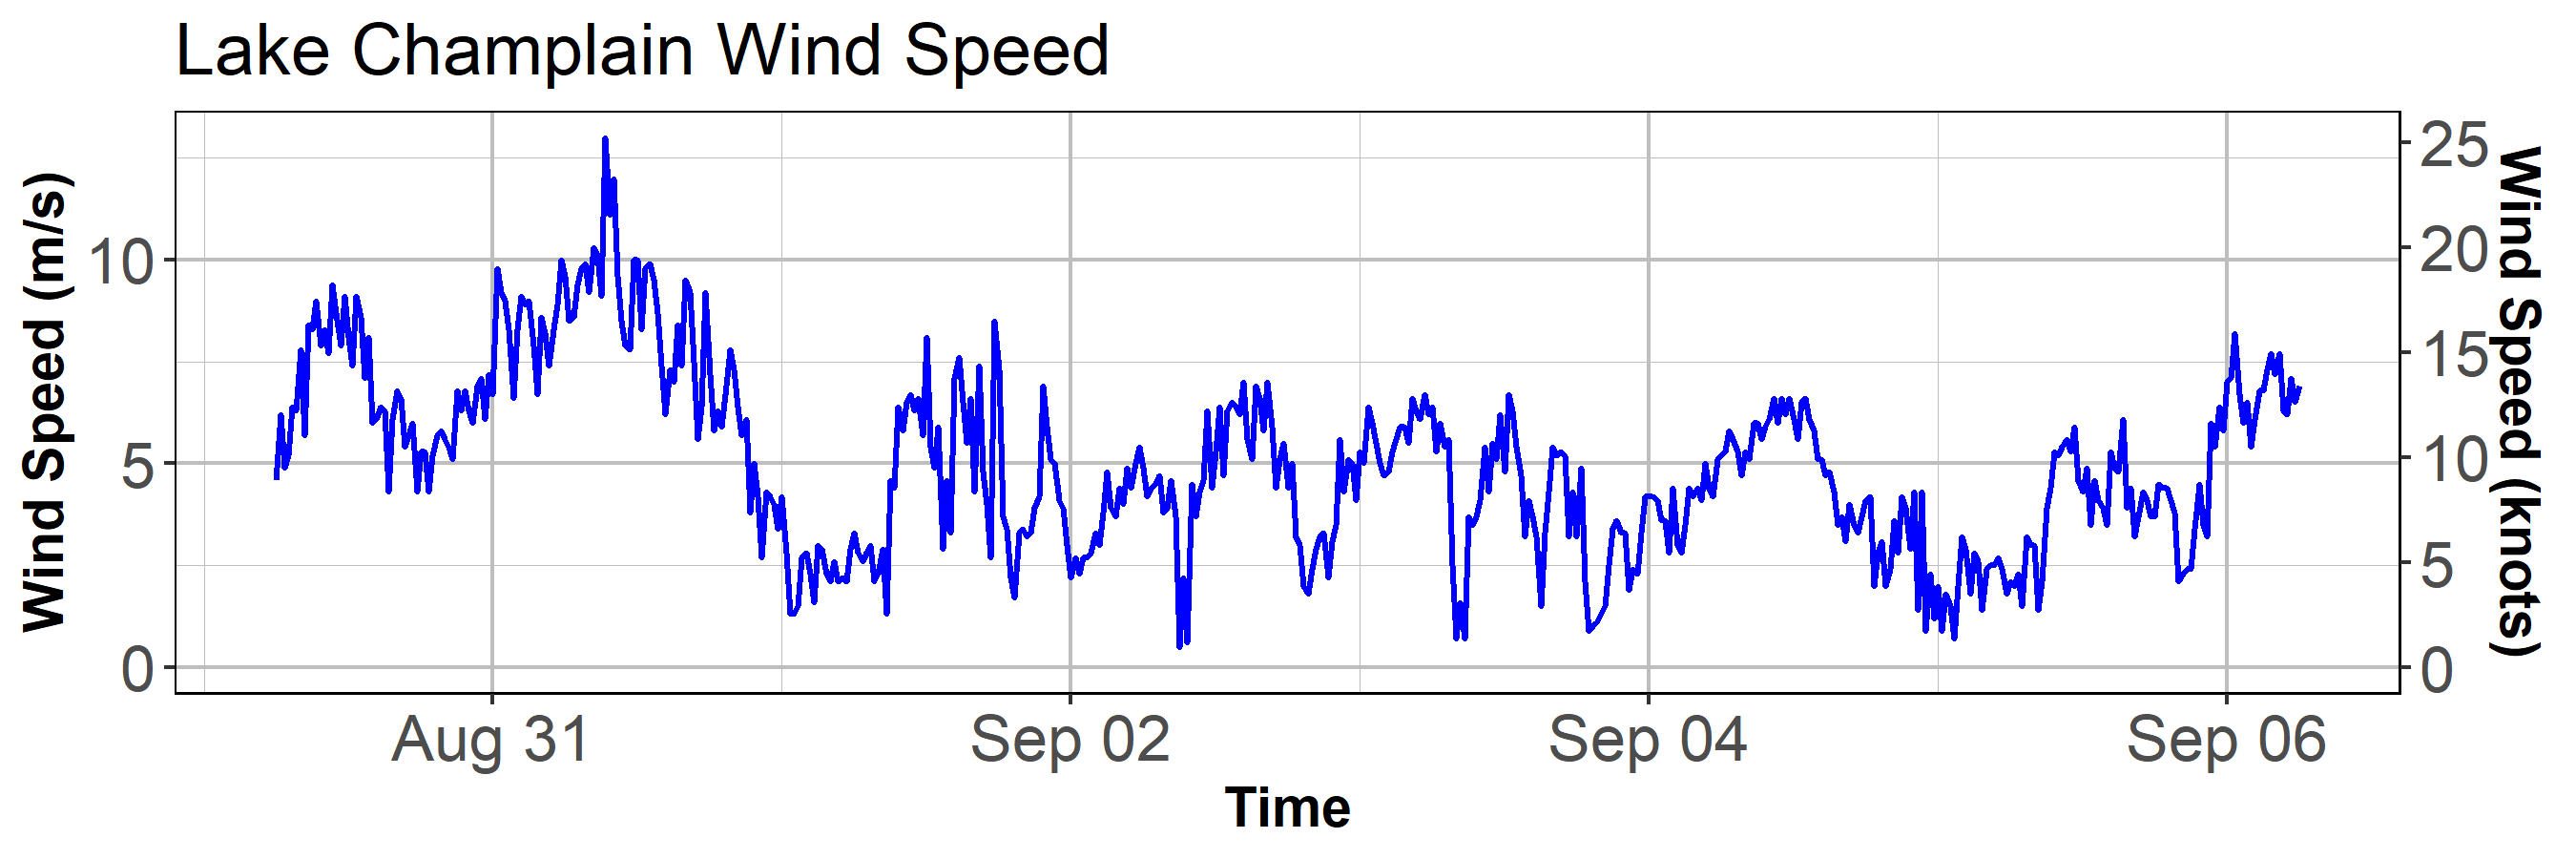 Lake Champlain Wind Speed
Wind Speed (m/s)
10
5
0
25
20
15
10
5
0
Wind Speed (knots)
Aug 31
Sep 02
Sep 04
Sep 06
Time